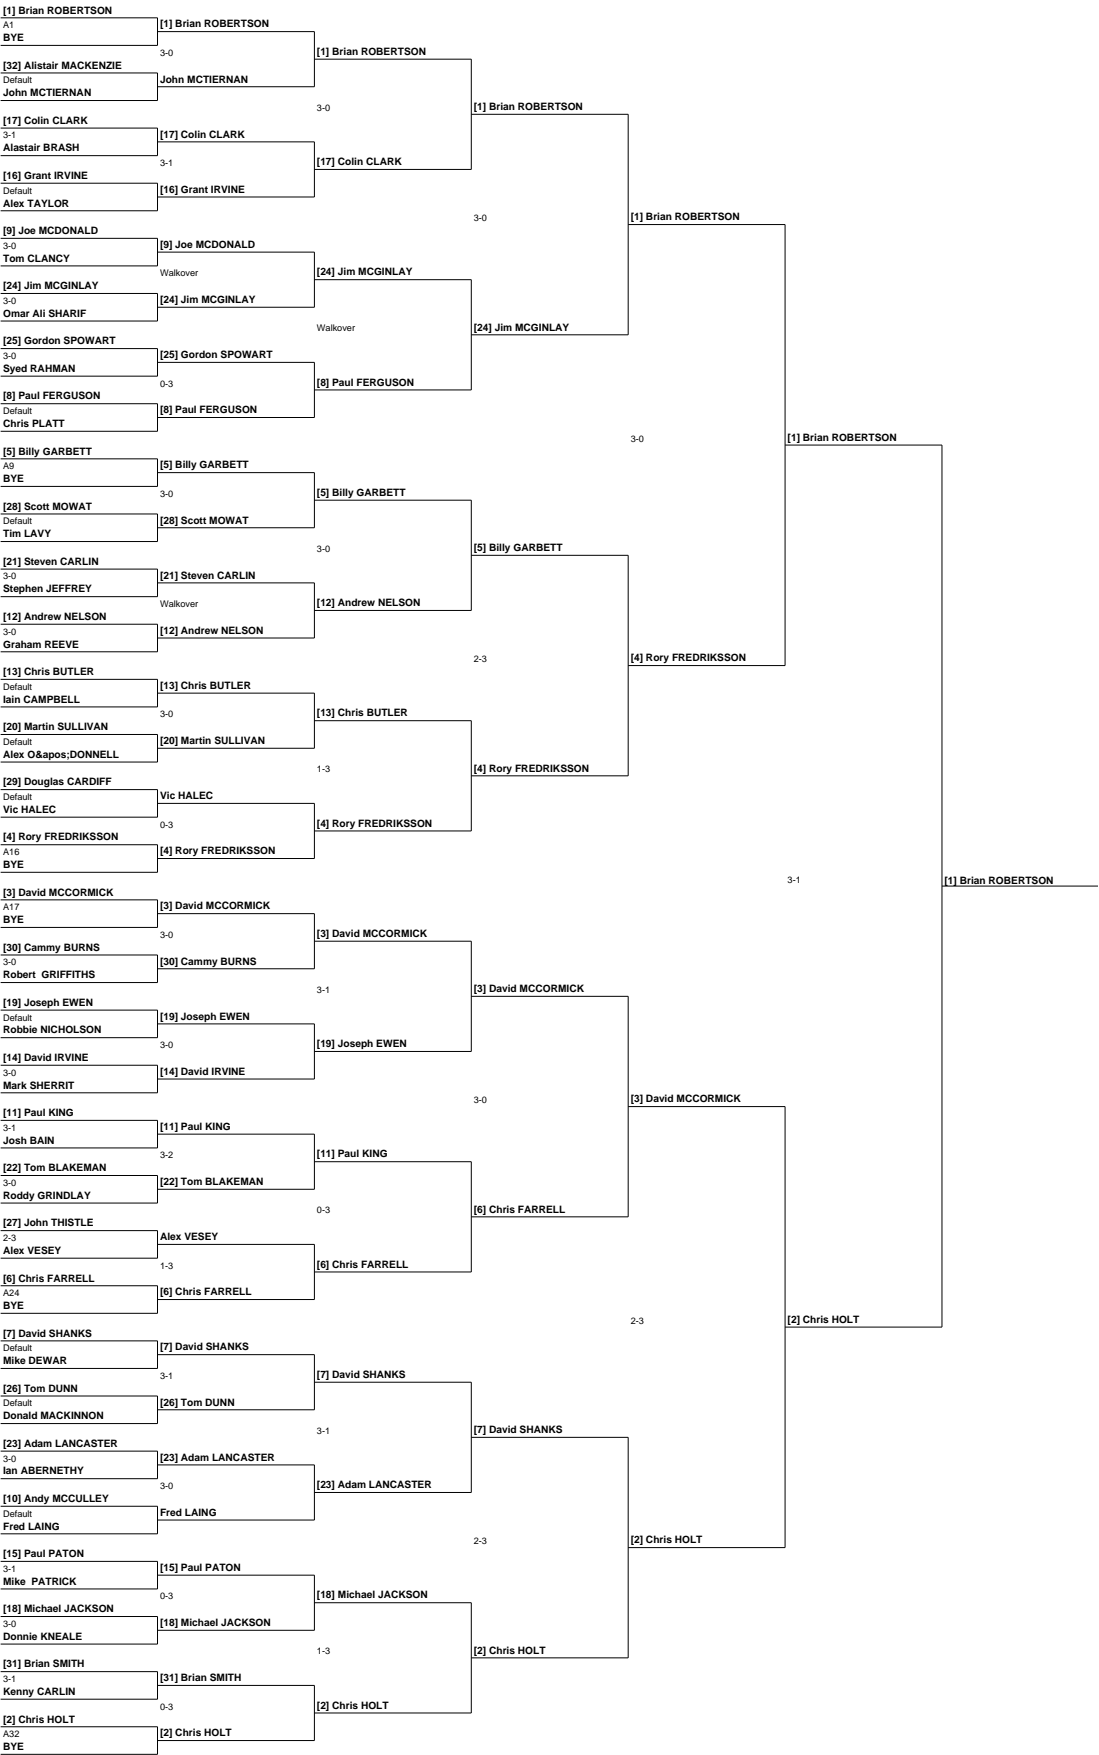 [1] Brian ROBERTSON
A1
BYE
[32] Alistair MACKENZIE
Default
John MCTIERNAN
[17] Colin CLARK
3-1
Alastair BRASH
[16] Grant IRVINE
Default
Alex TAYLOR
[9] Joe MCDONALD
3-0
Tom CLANCY
[24] Jim MCGINLAY
3-0
Omar Ali SHARIF
[25] Gordon SPOWART
3-0
Syed RAHMAN
[8] Paul FERGUSON
Default
Chris PLATT
[5] Billy GARBETT
A9
BYE
[28] Scott MOWAT
Default
Tim LAVY
[21] Steven CARLIN
3-0
Stephen JEFFREY
[12] Andrew NELSON
3-0
Graham REEVE
[13] Chris BUTLER
Default
Iain CAMPBELL
[20] Martin SULLIVAN
Default
Alex O&apos;DONNELL
[29] Douglas CARDIFF
Default
Vic HALEC
[4] Rory FREDRIKSSON
A16
BYE
[3] David MCCORMICK
A17
BYE
[30] Cammy BURNS
3-0
Robert  GRIFFITHS
[19] Joseph EWEN
Default
Robbie NICHOLSON
[14] David IRVINE
3-0
Mark SHERRIT
[11] Paul KING
3-1
Josh BAIN
[22] Tom BLAKEMAN
3-0
Roddy GRINDLAY
[27] John THISTLE
2-3
Alex VESEY
[6] Chris FARRELL
A24
BYE
[7] David SHANKS
Default
Mike DEWAR
[26] Tom DUNN
Default
Donald MACKINNON
[23] Adam LANCASTER
3-0
Ian ABERNETHY
[10] Andy MCCULLEY
Default
Fred LAING
[15] Paul PATON
3-1
Mike  PATRICK
[18] Michael JACKSON
3-0
Donnie KNEALE
[31] Brian SMITH
3-1
Kenny CARLIN
[2] Chris HOLT
A32
BYE
[1] Brian ROBERTSON
3-0
John MCTIERNAN
[17] Colin CLARK
3-1
[16] Grant IRVINE
[9] Joe MCDONALD
Walkover
[24] Jim MCGINLAY
[25] Gordon SPOWART
0-3
[8] Paul FERGUSON
[5] Billy GARBETT
3-0
[28] Scott MOWAT
[21] Steven CARLIN
Walkover
[12] Andrew NELSON
[13] Chris BUTLER
3-0
[20] Martin SULLIVAN
Vic HALEC
0-3
[4] Rory FREDRIKSSON
[3] David MCCORMICK
3-0
[30] Cammy BURNS
[19] Joseph EWEN
3-0
[14] David IRVINE
[11] Paul KING
3-2
[22] Tom BLAKEMAN
Alex VESEY
1-3
[6] Chris FARRELL
[7] David SHANKS
3-1
[26] Tom DUNN
[23] Adam LANCASTER
3-0
Fred LAING
[15] Paul PATON
0-3
[18] Michael JACKSON
[31] Brian SMITH
0-3
[2] Chris HOLT
[1] Brian ROBERTSON
3-0
[17] Colin CLARK
[24] Jim MCGINLAY
Walkover
[8] Paul FERGUSON
[5] Billy GARBETT
3-0
[12] Andrew NELSON
[13] Chris BUTLER
1-3
[4] Rory FREDRIKSSON
[3] David MCCORMICK
3-1
[19] Joseph EWEN
[11] Paul KING
0-3
[6] Chris FARRELL
[7] David SHANKS
3-1
[23] Adam LANCASTER
[18] Michael JACKSON
1-3
[2] Chris HOLT
[1] Brian ROBERTSON
3-0
[24] Jim MCGINLAY
[5] Billy GARBETT
2-3
[4] Rory FREDRIKSSON
[3] David MCCORMICK
3-0
[6] Chris FARRELL
[7] David SHANKS
2-3
[2] Chris HOLT
[1] Brian ROBERTSON
3-0
[4] Rory FREDRIKSSON
[3] David MCCORMICK
2-3
[2] Chris HOLT
[1] Brian ROBERTSON
3-1
[2] Chris HOLT
[1] Brian ROBERTSON